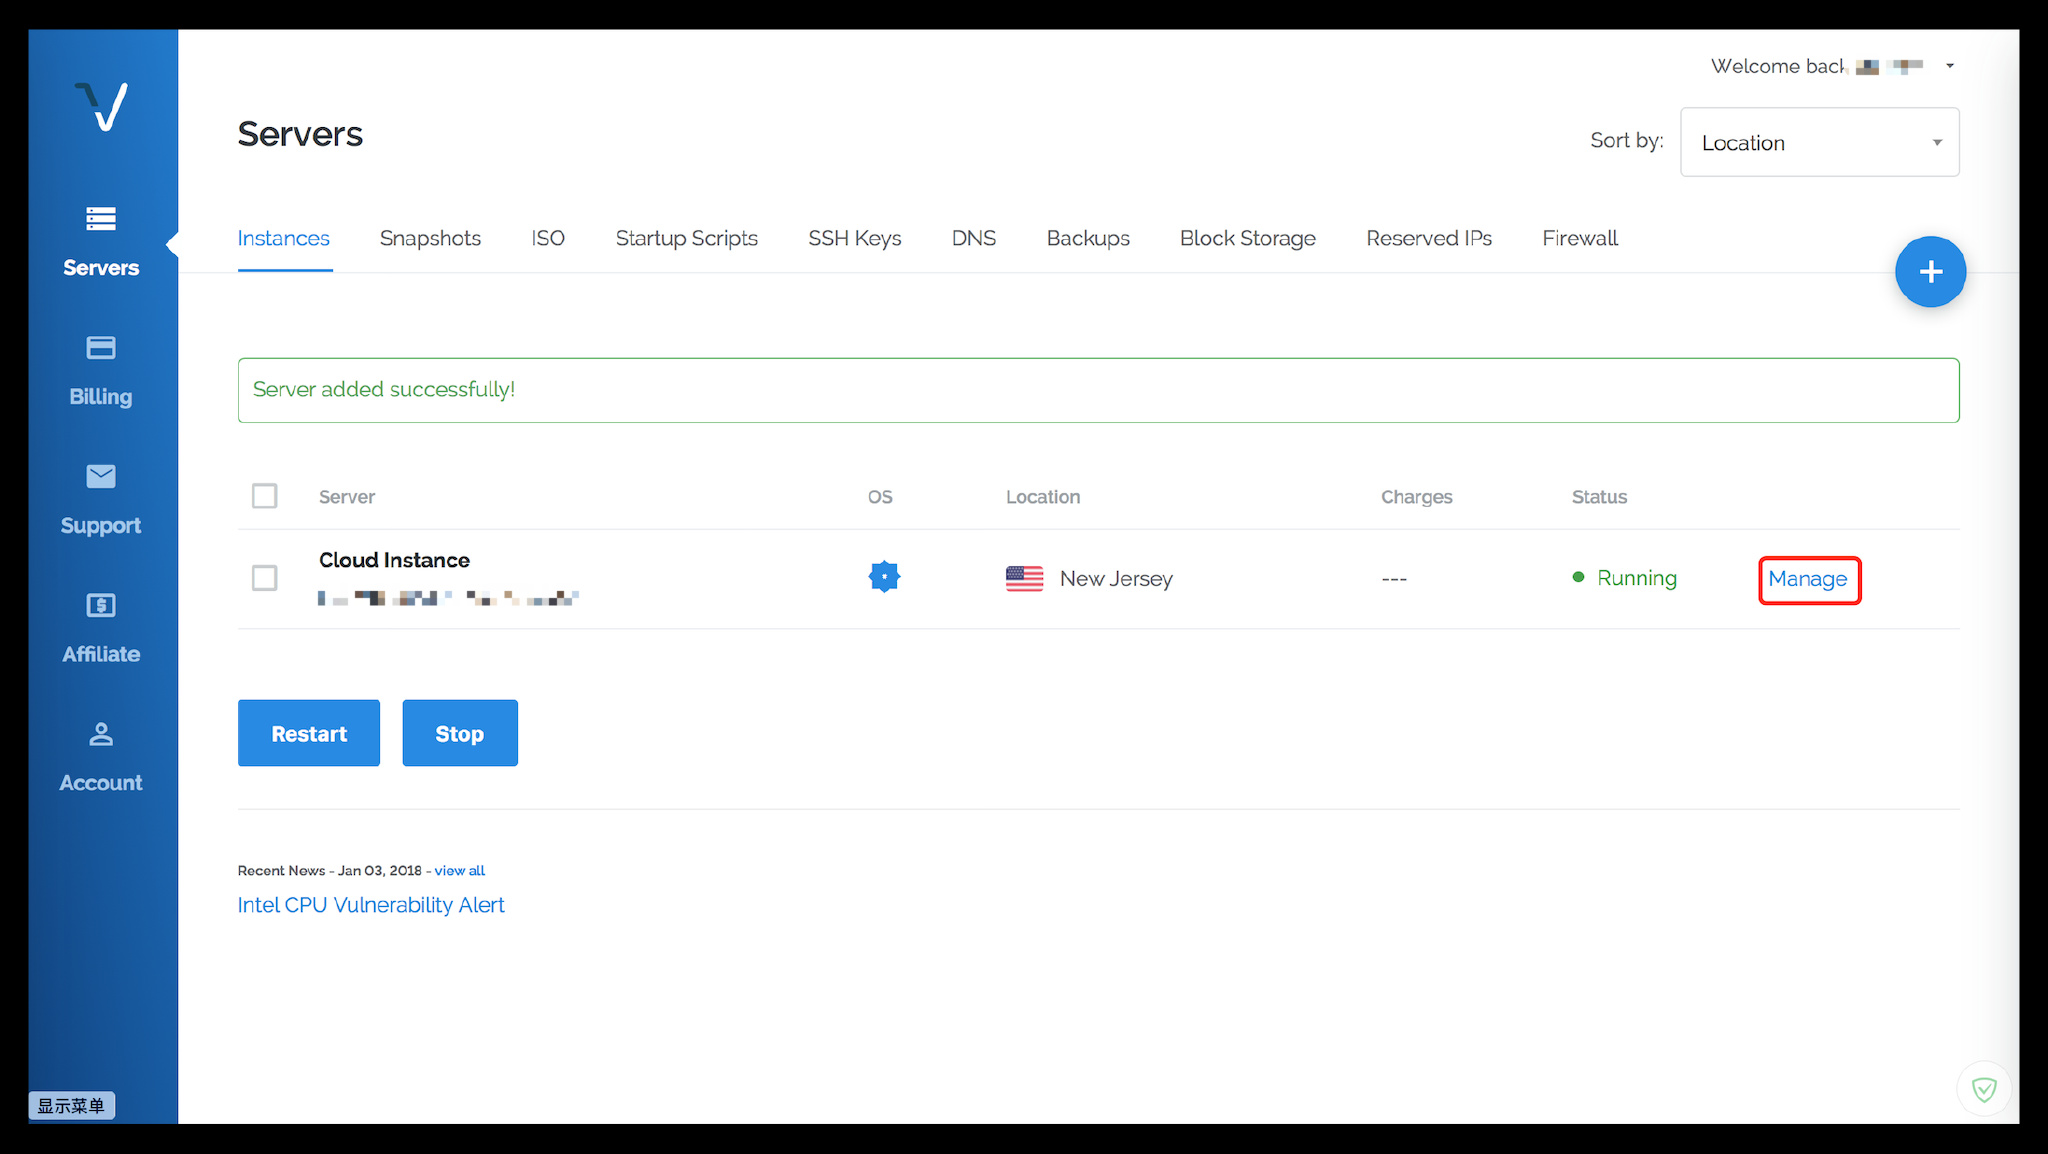 Welcome back
Servers
Sort by:
Location
Instances
Snapshots
ISO
Startup Scripts
SSH Keys
DNS
Backups
Block Storage
Reserved IPs
Firewall
+
Servers
Billing
Support
Affiliate
Account
Server added successfully!
Server
OS
Location
Charges
Status
Cloud Instance
New Jersey
---
Running
Manage
Restart
Stop
Recent News - Jan 03, 2018 - view all
Intel CPU Vulnerability Alert
显示菜单